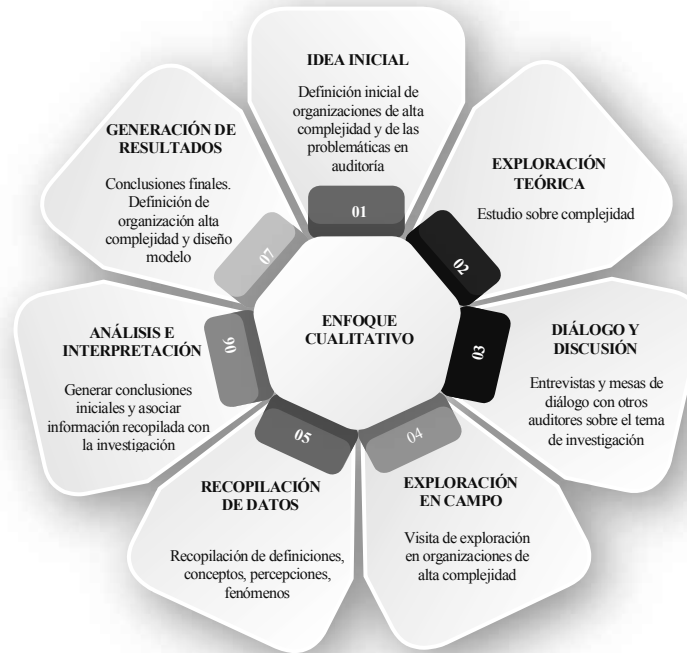 IDEA INICIAL
Definición inicial de
organizaciones de alta
complejidad y de las
problemáticas en
auditoría
01
EXPLORACIÓN
TEÓRICA
Estudio sobre complejidad
02
DIÁLOGO Y
DISCUSIÓN
Entrevistas y mesas de
diálogo con otros
auditores sobre el tema
de investigación
03
EXPLORACIÓN
EN CAMPO
Visita de exploración
en organizaciones de
alta complejidad
04
RECOPILACIÓN
DE DATOS
Recopilación de definiciones,
conceptos, percepciones,
fenómenos
05
ANÁLISIS E
INTERPRETACIÓN
Generar conclusiones
iniciales y asociar
información recopilada con
la investigación
06
GENERACIÓN DE
RESULTADOS
Conclusiones finales.
Definición de
organización alta
complejidad y diseño
modelo
07
ENFOQUE
CUALITATIVO